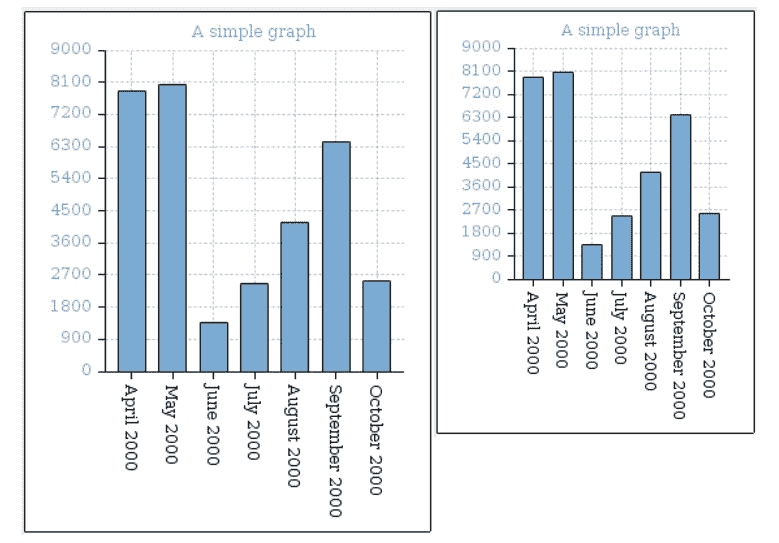 A simple graph
9000
8100
7200
6300
5400
4500
3600
2700
1800
900
0
April 2000
May 2000
June 2000
July 2000
August 2000
September 2000
October 2000
A simple graph
9000
8100
7200
6300
5400
4500
3600
2700
1800
900
0
April 2000
May 2000
June 2000
July 2000
August 2000
September 2000
October 2000